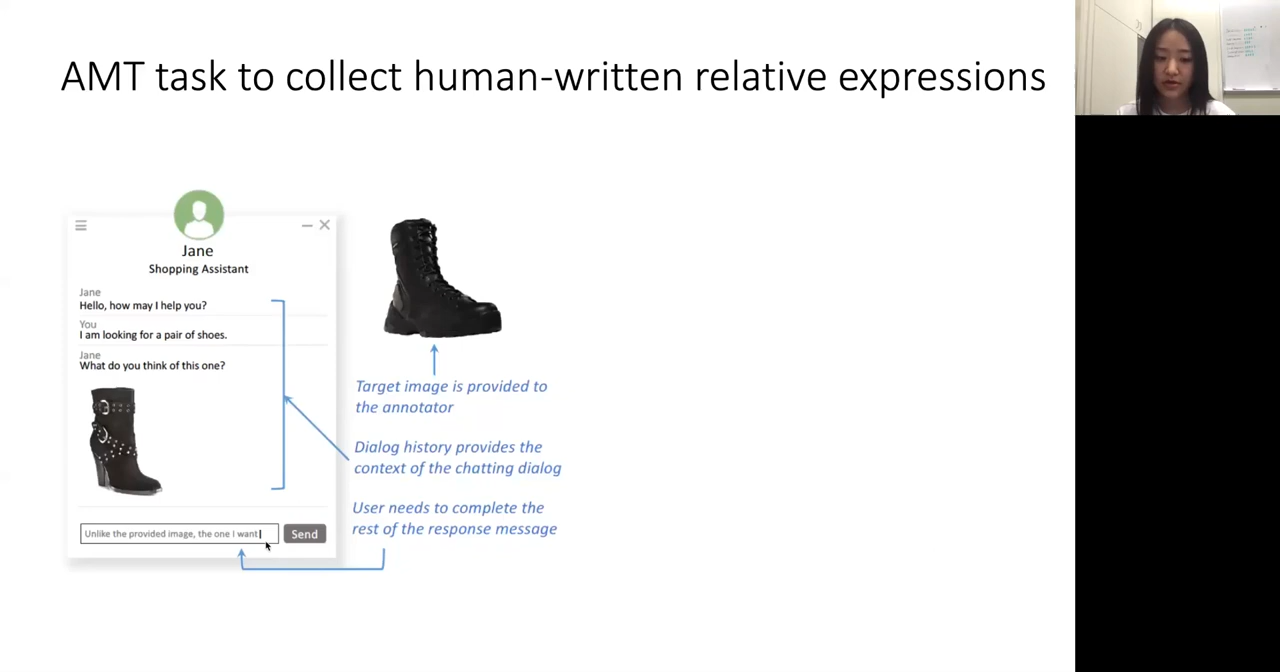 AMT task to collect human-written relative expressions
Jane
Shopping Assistant
Jane
Hello, how may I help you?
You
I am looking for a pair of shoes.
Jane
What do you think of this one?
Unlike the provided image, the one I want
Send
Target image is provided to
the annotator
Dialog history provides the
context of the chatting dialog
User needs to complete the
rest of the response message